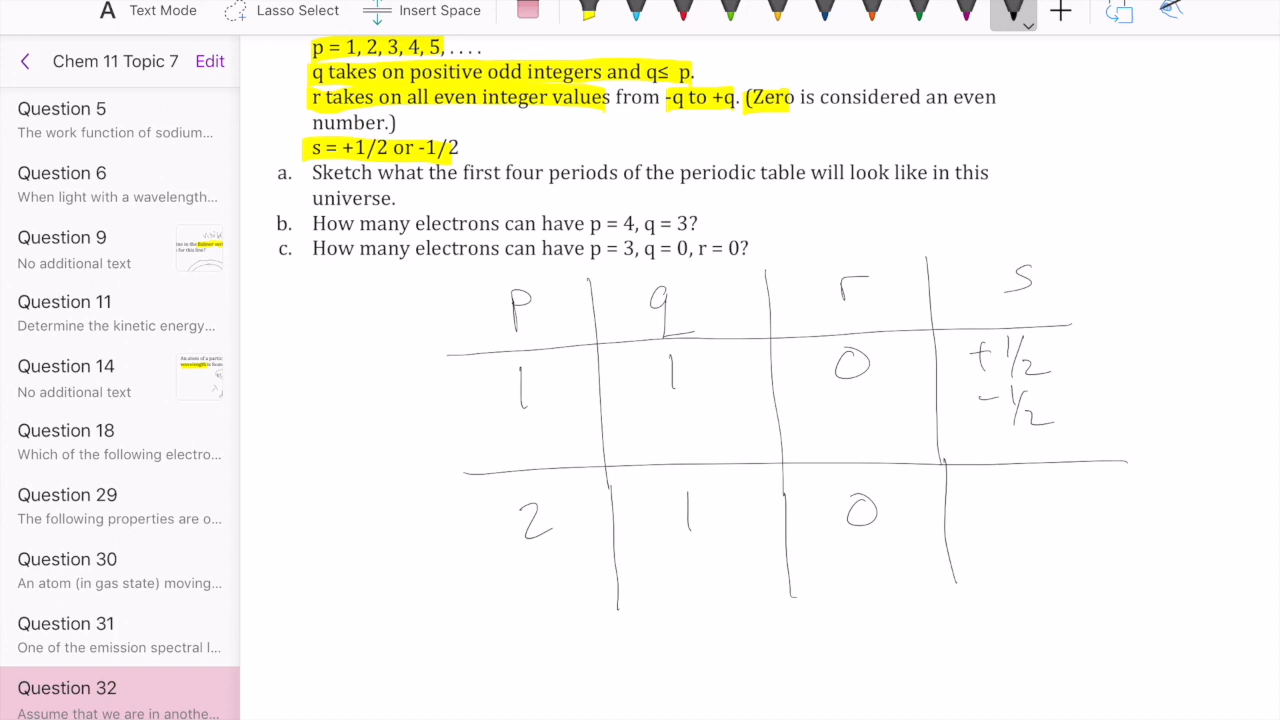 A Text Mode Lasso Select Insert Space
Chem 11 Topic 7 Edit
Question 5
The work function of sodium...
Question 6
When light with a wavelength...
Question 9
No additional text
Question 11
Determine the kinetic energy...
Question 14
No additional text
Question 18
Which of the following electro...
Question 29
The following properties are o...
Question 30
An atom (in gas state) moving...
Question 31
One of the emission spectral l...
Question 32
Assume that we are in anothe...
p = 1, 2, 3, 4, 5, . . . .
q takes on positive odd integers and q≤ p.
r takes on all even integer values from -q to +q. (Zero is considered an even
number.)
s = +1/2 or -1/2
a. Sketch what the first four periods of the periodic table will look like in this
universe.
b. How many electrons can have p = 4, q = 3?
c. How many electrons can have p = 3, q = 0, r = 0?
p q r s
1 1 0 +1/2
-1/2
2 1 0